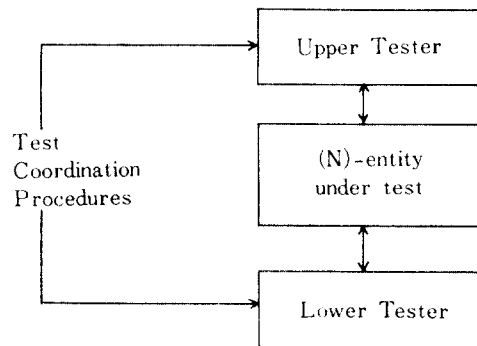 Upper Tester
Test
Coordination
Procedures
(N)-entity
under test
Lower Tester